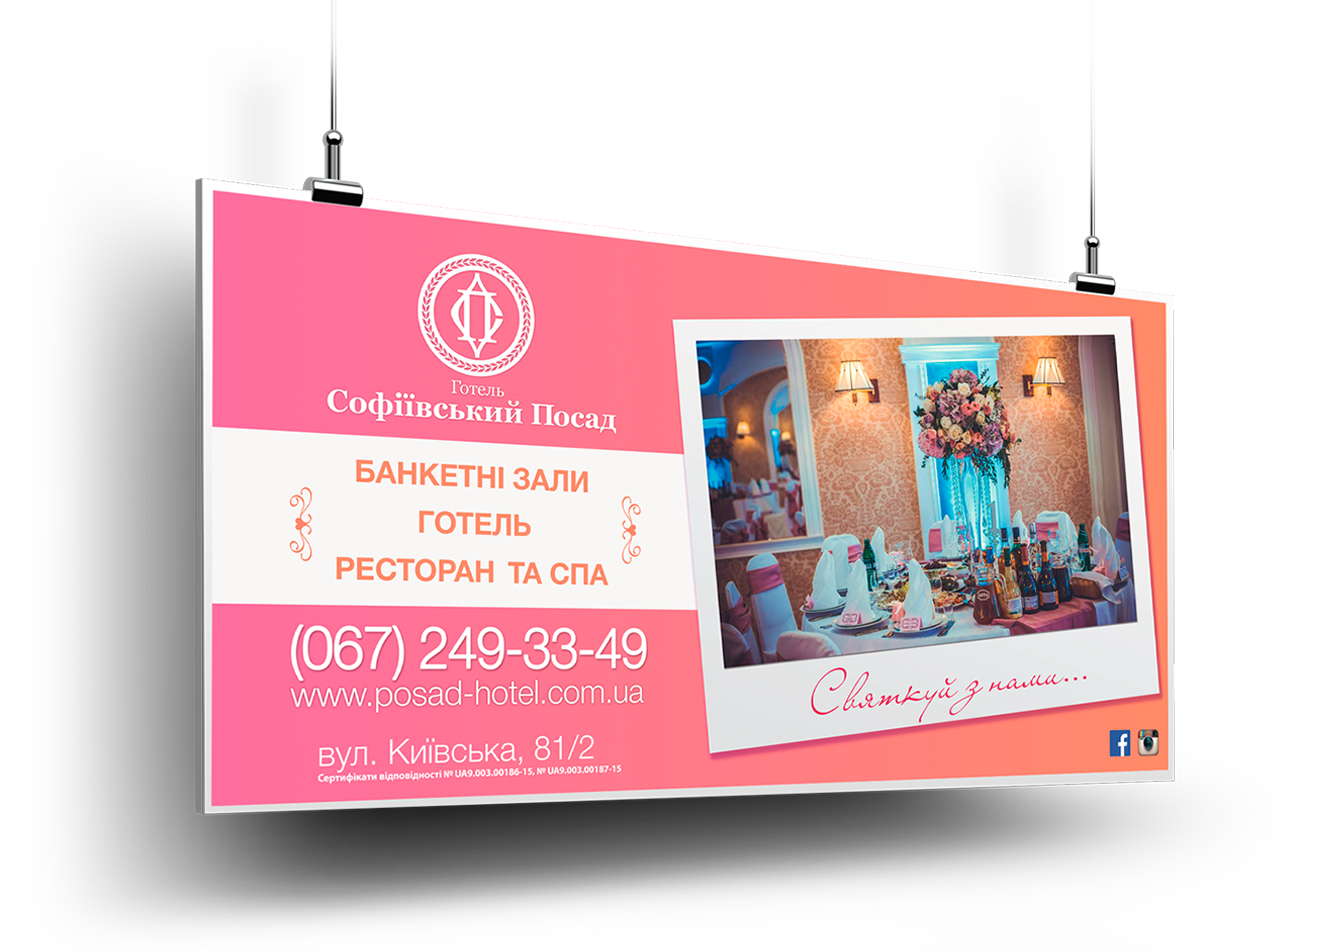 Готель
Софіївський Посад
БАНКЕТНІ ЗАЛИ
ГОТЕЛЬ
РЕСТОРАН ТА СПА
(067) 249-33-49
www.posad-hotel.com.ua
вул. Київська, 81/2
Сертифікати відповідності № UA9.003.00186-15, № UA9.003.00187-15
Святкуй з нами...